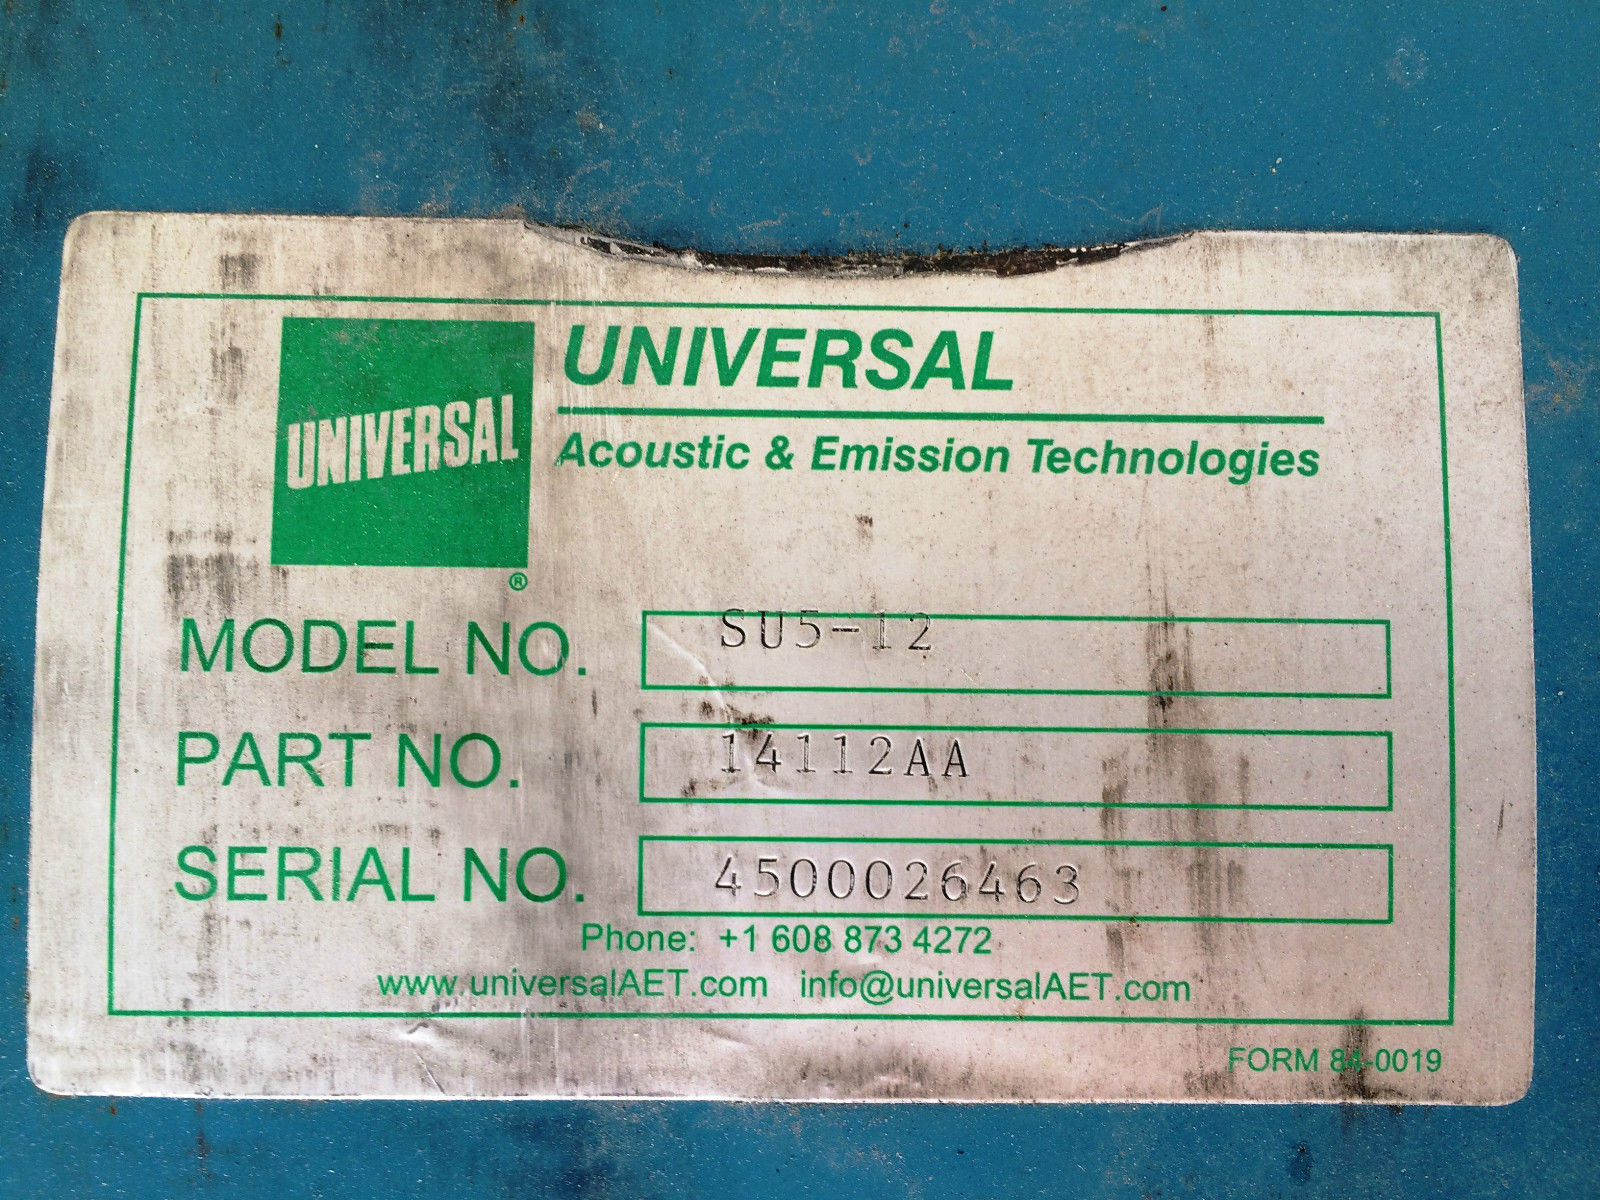 UNIVERSAL
UNIVERSAL
Acoustic & Emission Technologies
®
MODEL NO. SU5-12
PART NO. 14112AA
SERIAL NO. 4500026463
Phone: +1 608 873 4272
www.universalAET.com info@universalAET.com
FORM 84-0019